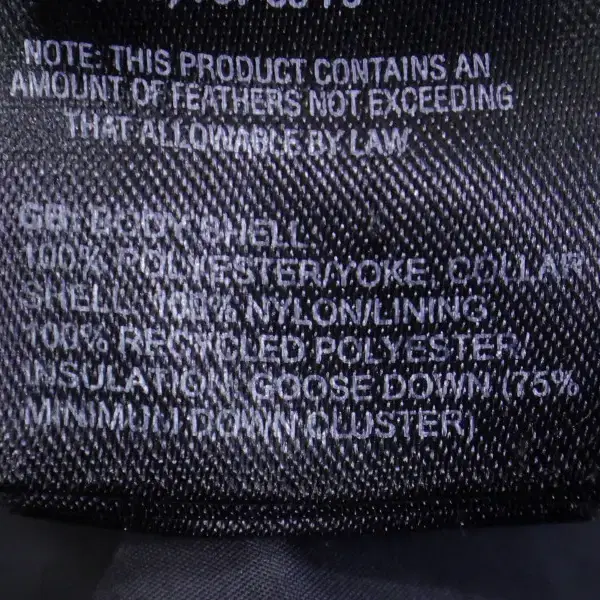 NOTE: THIS PRODUCT CONTAINS AN
AMOUNT OF FEATHERS NOT EXCEEDING
THAT ALLOWABLE BY LAW
GB: BODY SHELL:
100% POLYESTER/YOKE, COLLAR
SHELL: 100% NYLON/LINING:
100% RECYCLED POLYESTER/
INSULATION: GOOSE DOWN (75%
MINIMUM DOWN CLUSTER)